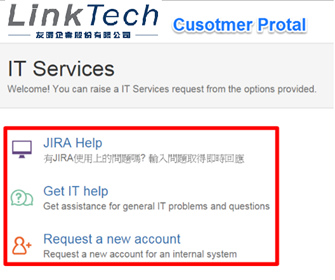 LinkTech
友環企業股份有限公司
Cusotmer Protal
IT Services
Welcome! You can raise a IT Services request from the options provided.
JIRA Help
有JIRA使用上的問題嗎? 輸入問題取得即時回應
Get IT help
Get assistance for general IT problems and questions
Request a new account
Request a new account for an internal system